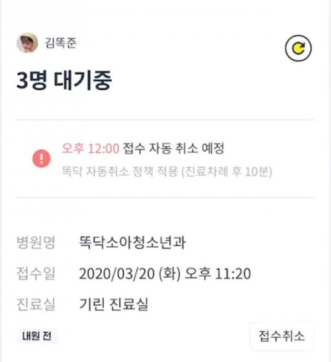 김똑준
3명 대기중
오후 12:00 접수 자동 취소 예정
똑닥 자동취소 정책 적용 (진료차례 후 10분)
병원명 똑닥소아청소년과
접수일 2020/03/20 (화) 오후 11:20
진료실 기린 진료실
내원 전 접수취소